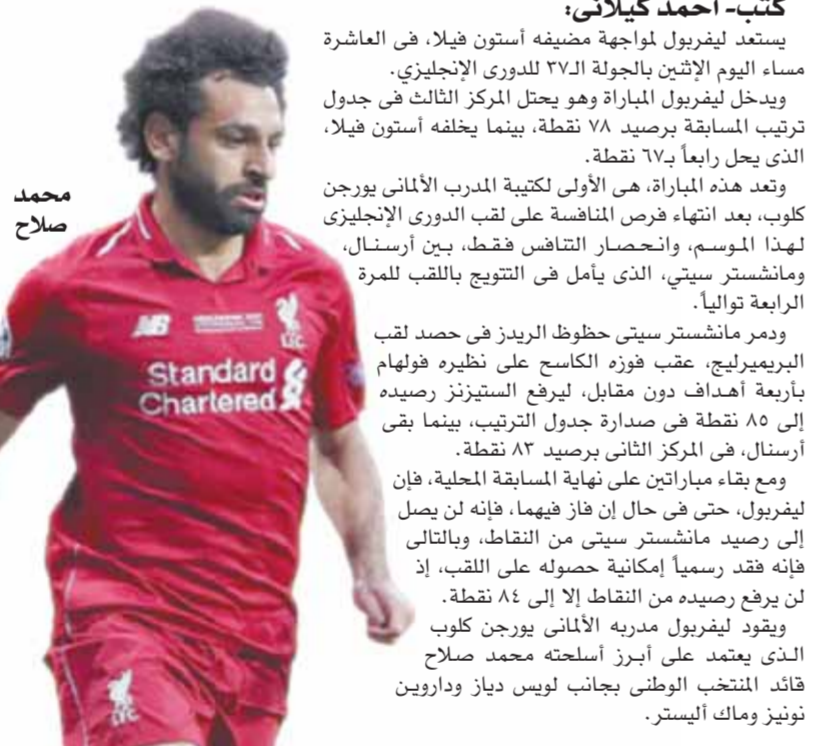 كتب- أحمد كيلانى:
يستعد ليفربول لمواجهة مضيفه أستون فيلا، فى العاشرة
مساء اليوم الإثنين بالجولة الـ٣٧ للدورى الإنجليزي.
ويدخل ليفربول المباراة وهو يحتل المركز الثالث فى جدول
ترتيب المسابقة برصيد ٧٨ نقطة، بينما يخلفه أستون فيلا،
الذى يحل رابعاً بـ٦٧ نقطة.
وتعد هذه المباراة، هى الأولى لكتيبة المدرب الألمانى يورجن
كلوب، بعد انتهاء فرص المنافسة على لقب الدورى الإنجليزى
لهذا الموسم، وانحصار التنافس فقط، بين أرسنال،
ومانشستر سيتي، الذى يأمل فى التتويج باللقب للمرة
الرابعة توالياً.
ودمر مانشستر سيتى حظوظ الريدز فى حصد لقب
البريميرليج، عقب فوزه الكاسح على نظيره فولهام
بأربعة أهداف دون مقابل، ليرفع الستيزنز رصيده
إلى ٨٥ نقطة فى صدارة جدول الترتيب، بينما بقى
أرسنال، فى المركز الثانى برصيد ٨٣ نقطة.
ومع بقاء مباراتين على نهاية المسابقة المحلية، فإن
ليفربول، حتى فى حال إن فاز فيهما، فإنه لن يصل
إلى رصيد مانشستر سيتى من النقاط، وبالتالى
فإنه فقد رسمياً إمكانية حصوله على اللقب، إذ
لن يرفع رصيده من النقاط إلا إلى ٨٤ نقطة.
ويقود ليفربول مدربه الألمانى يورجن كلوب
الذى يعتمد على أبرز أسلحته محمد صلاح
قائد المنتخب الوطنى بجانب لويس دياز وداروين
نونيز وماك أليستر.
محمد
صلاح
NB
L.F.C.
Standard
Chartered
LFC